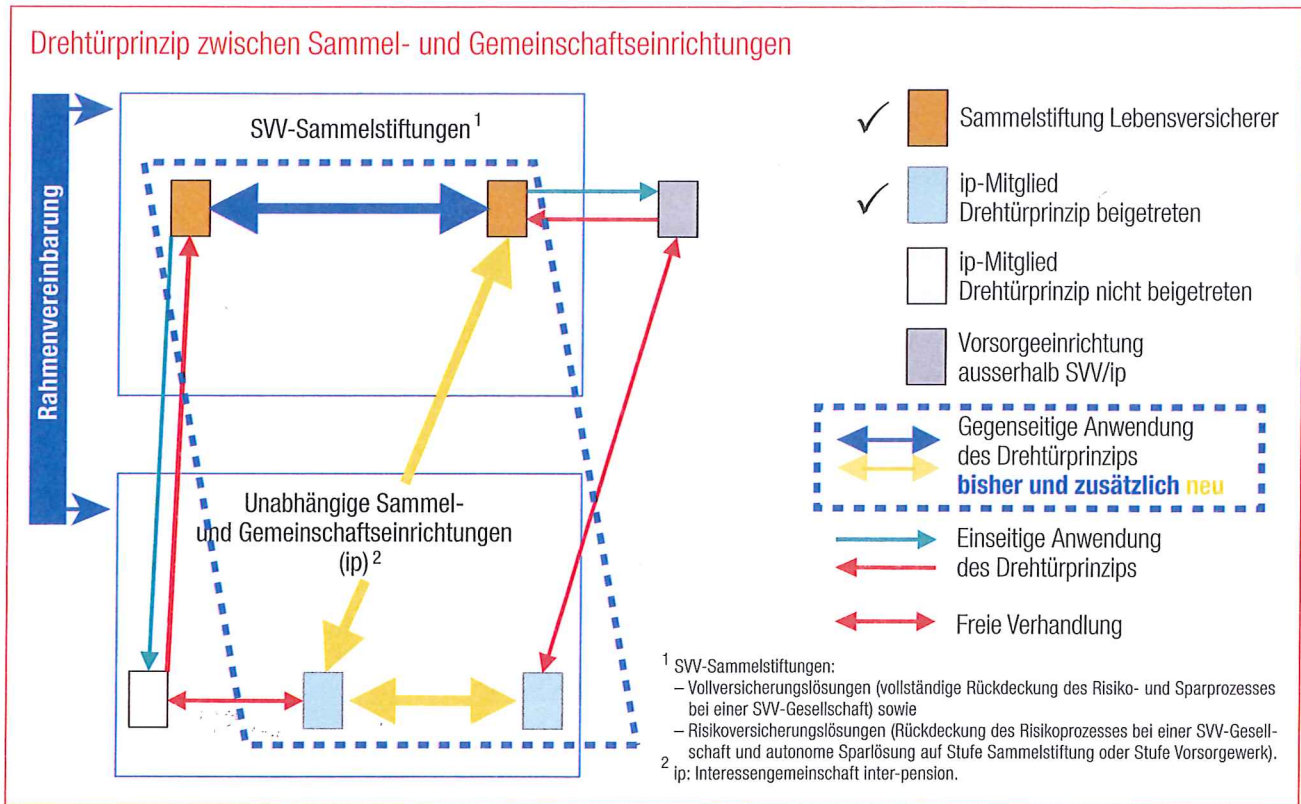 Drehtürprinzip zwischen Sammel- und Gemeinschaftseinrichtungen
Rahmenvereinbarung
SVV-Sammelstiftungen¹
Unabhängige Sammel-
und Gemeinschaftseinrichtungen
(ip)²
✓ Sammelstiftung Lebensversicherer
✓ ip-Mitglied
Drehtürprinzip beigetreten
ip-Mitglied
Drehtürprinzip nicht beigetreten
Vorsorgeeinrichtung
ausserhalb SVV/ip
Gegenseitige Anwendung
des Drehtürprinzips
bisher und zusätzlich neu
Einseitige Anwendung
des Drehtürprinzips
Freie Verhandlung
¹ SVV-Sammelstiftungen:
– Vollversicherungslösungen (vollständige Rückdeckung des Risiko- und Sparprozesses
bei einer SVV-Gesellschaft) sowie
– Risikoversicherungslösungen (Rückdeckung des Risikoprozesses bei einer SVV-Gesell-
schaft und autonome Sparlösung auf Stufe Sammelstiftung oder Stufe Vorsorgewerk).
² ip: Interessengemeinschaft inter-pension.